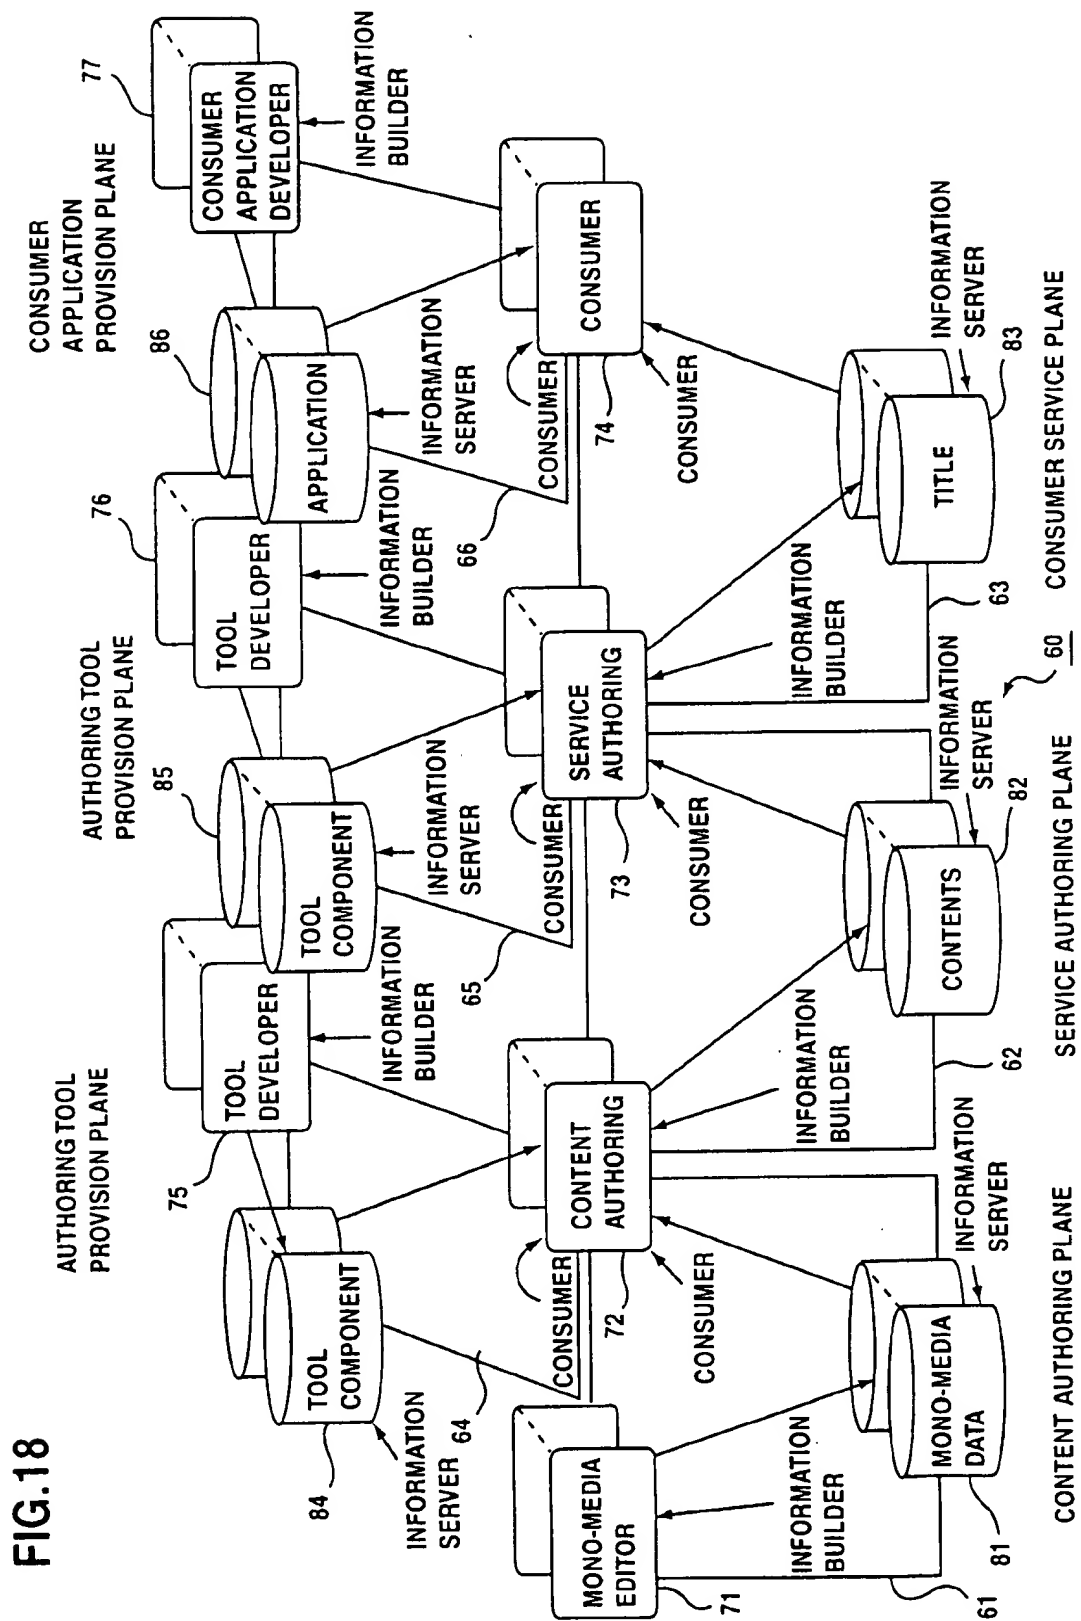 FIG.18
AUTHORING TOOL
PROVISION PLANE
AUTHORING TOOL
PROVISION PLANE
CONSUMER
APPLICATION
PROVISION PLANE
75
76
77
84
85
86
TOOL
COMPONENT
TOOL
DEVELOPER
TOOL
COMPONENT
TOOL
DEVELOPER
APPLICATION
CONSUMER
APPLICATION
DEVELOPER
INFORMATION
SERVER
64
INFORMATION
BUILDER
INFORMATION
SERVER
65
INFORMATION
BUILDER
INFORMATION
SERVER
66
INFORMATION
BUILDER
CONSUMER
CONSUMER
CONSUMER
MONO-MEDIA
EDITOR
71
CONTENT
AUTHORING
72
SERVICE
AUTHORING
73
CONSUMER
74
CONSUMER
CONSUMER
CONSUMER
INFORMATION
BUILDER
INFORMATION
BUILDER
INFORMATION
BUILDER
MONO-MEDIA
DATA
81
61
INFORMATION
SERVER
CONTENTS
82
62
INFORMATION
SERVER
TITLE
83
63
INFORMATION
SERVER
60
CONTENT AUTHORING PLANE
SERVICE AUTHORING PLANE
CONSUMER SERVICE PLANE